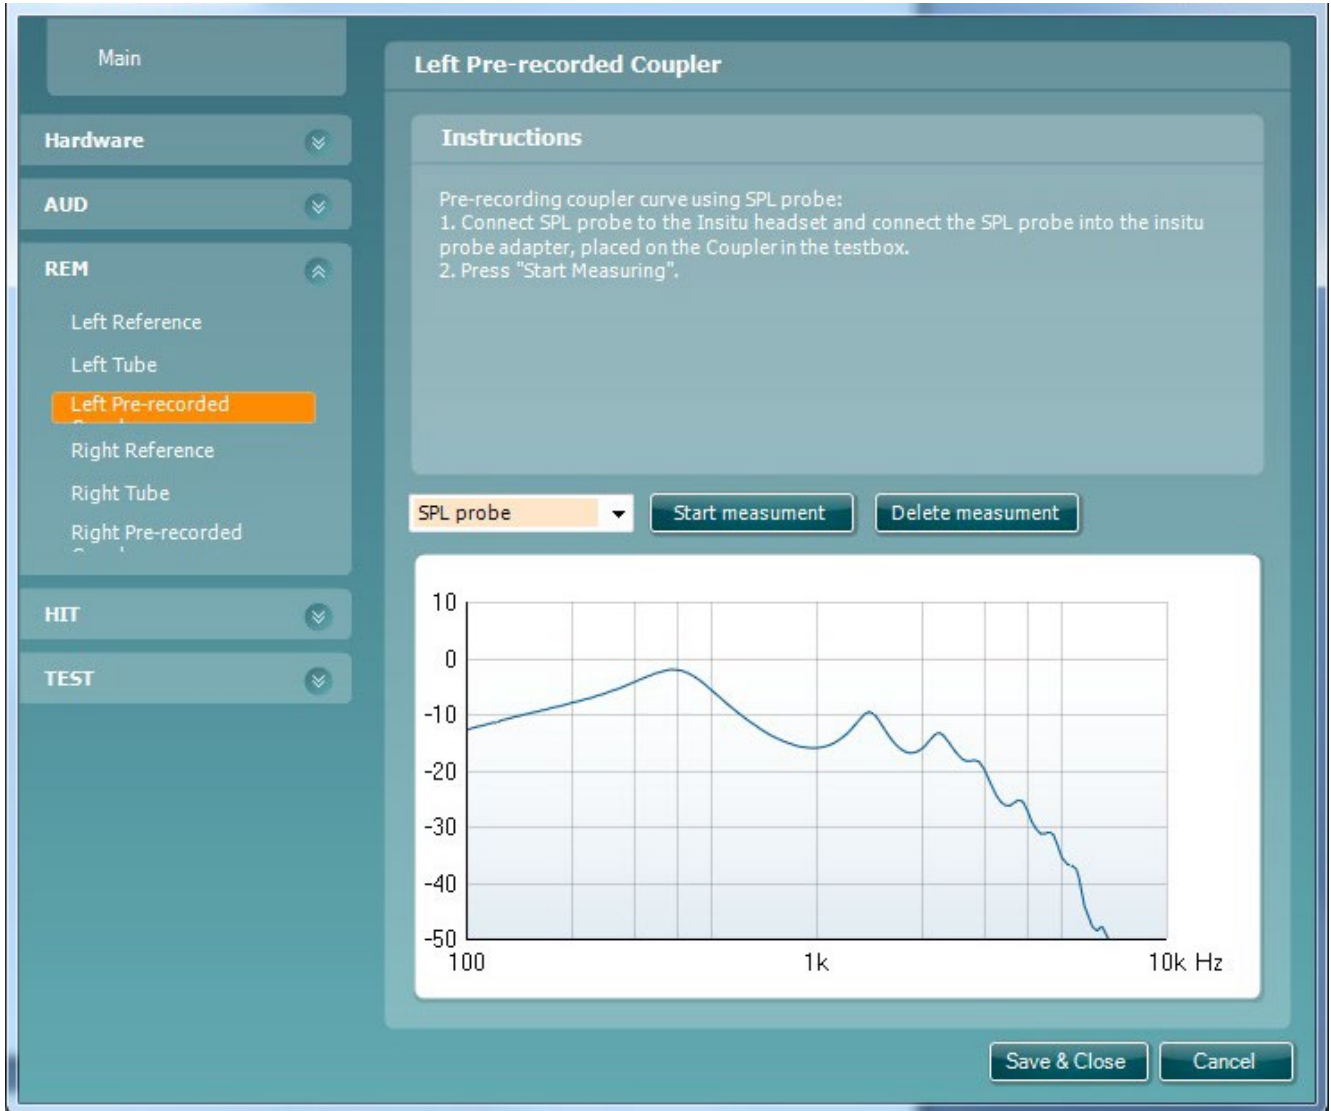 Main
Hardware
AUD
REM
Left Reference
Left Tube
Left Pre-recorded
Right Reference
Right Tube
Right Pre-recorded
HIT
TEST
Left Pre-recorded Coupler
Instructions
Pre-recording coupler curve using SPL probe:
1. Connect SPL probe to the Insitu headset and connect the SPL probe into the insitu
probe adapter, placed on the Coupler in the testbox.
2. Press "Start Measuring".
SPL probe
Start measument
Delete measument
10
0
-10
-20
-30
-40
-50
100
1k
10k Hz
Save & Close
Cancel